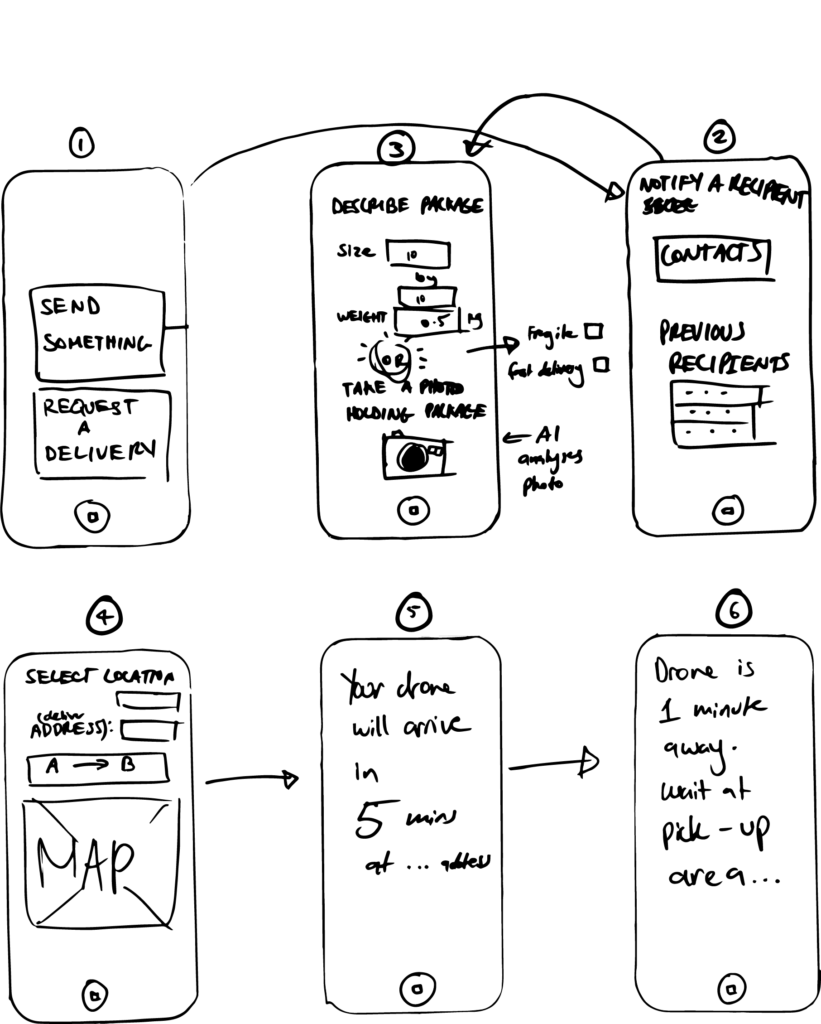 1
SEND
SOMETHING
REQUEST
A
DELIVERY
3
DESCRIBE PACKAGE
Size 10
by
10
WEIGHT 0.5 Kg
OR
TAKE A PHOTO
HOLDING PACKAGE
Fragile
fast delivery
← AI
analyses
photo
2
NOTIFY A RECIPIENT
CONTACTS
PREVIOUS
RECIPIENTS
4
SELECT LOCATION
(deliver
ADDRESS):
A → B
MAP
5
Your drone
will arrive
in
5 mins
at ... address
6
Drone is
1 minute
away.
wait at
pick-up
area...